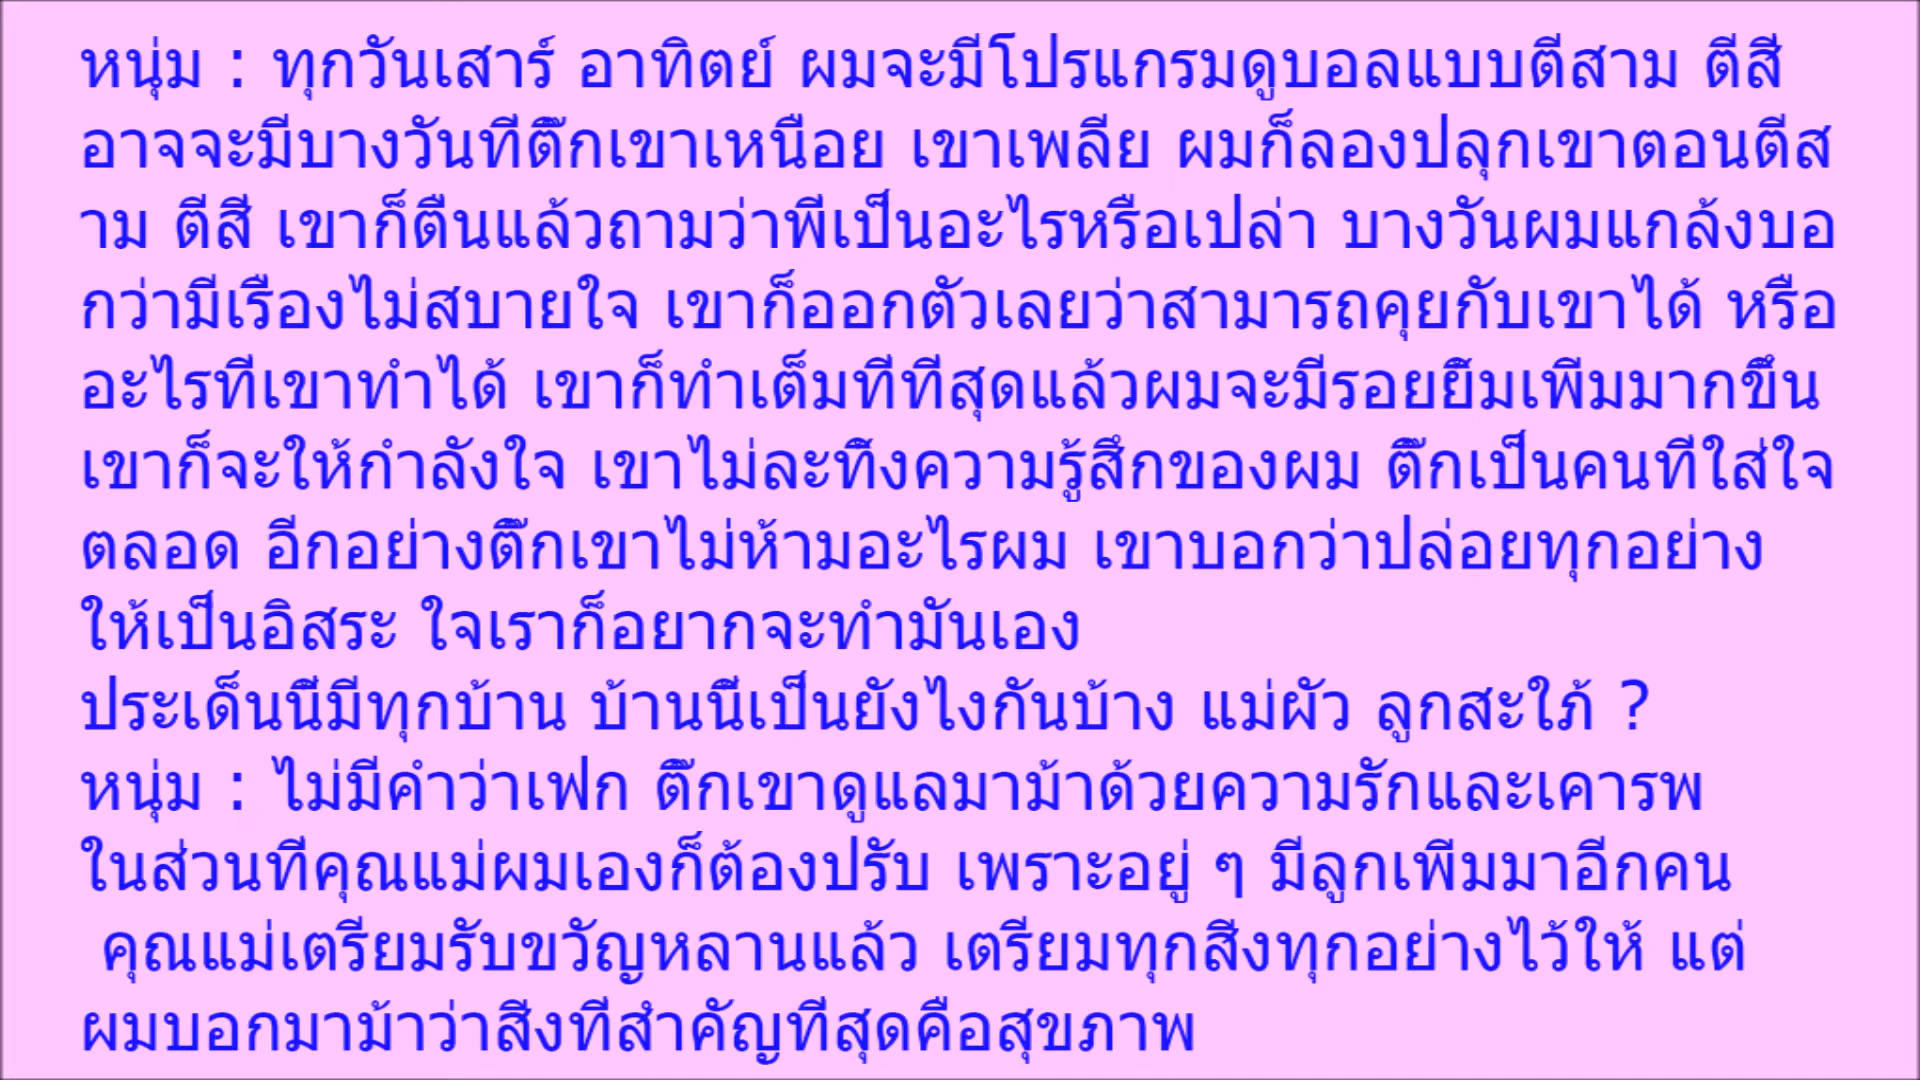 หนุ่ม : ทุกวันเสาร์ อาทิตย์ ผมจะมีโปรแกรมดูบอลแบบตีสาม ตีสี่
อาจจะมีบางวันที่ติ๊กเขาเหนื่อย เขาเพลีย ผมก็ลองปลุกเขาตอนตีส
าม ตีสี่ เขาก็ตื่นแล้วถามว่าพี่เป็นอะไรหรือเปล่า บางวันผมแกล้งบอ
กว่ามีเรื่องไม่สบายใจ เขาก็ออกตัวเลยว่าสามารถคุยกับเขาได้ หรือ
อะไรที่เขาทำได้ เขาก็ทำเต็มที่ที่สุดแล้วผมจะมีรอยยิ้มเพิ่มมากขึ้น
เขาก็จะให้กำลังใจ เขาไม่ละทิ้งความรู้สึกของผม ติ๊กเป็นคนที่ใส่ใจ
ตลอด อีกอย่างติ๊กเขาไม่ห้ามอะไรผม เขาบอกว่าปล่อยทุกอย่าง
ให้เป็นอิสระ ใจเราก็อยากจะทำมันเอง
ประเด็นนี้มีทุกบ้าน บ้านนี้เป็นยังไงกันบ้าง แม่ผัว ลูกสะใภ้ ?
หนุ่ม : ไม่มีคำว่าเฟก ติ๊กเขาดูแลมาม้าด้วยความรักและเคารพ
ในส่วนที่คุณแม่ผมเองก็ต้องปรับ เพราะอยู่ ๆ มีลูกเพิ่มมาอีกคน
คุณแม่เตรียมรับขวัญหลานแล้ว เตรียมทุกสิ่งทุกอย่างไว้ให้ แต่
ผมบอกมาม้าว่าสิ่งที่สำคัญที่สุดคือสุขภาพ